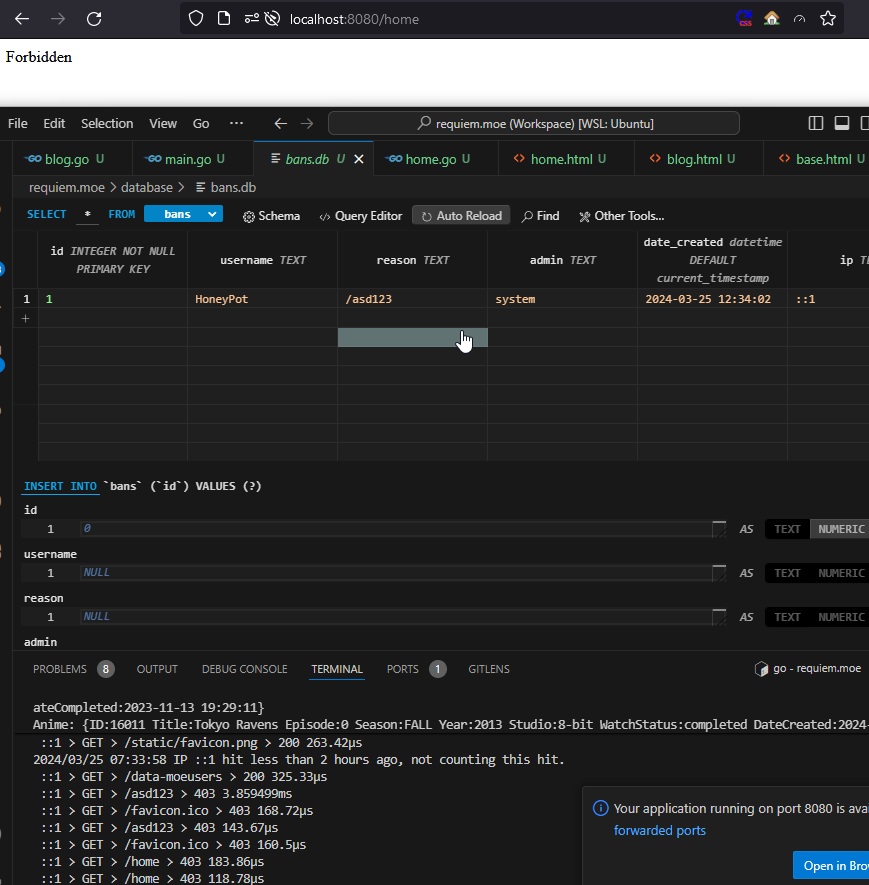 localhost:8080/home
CSS
Forbidden
File Edit Selection View Go ··· requiem.moe (Workspace) [WSL: Ubuntu]
GO blog.go U GO main.go U bans.db U GO home.go U home.html U blog.html U base.html U
requiem.moe > database > bans.db
SELECT * FROM bans Schema Query Editor Auto Reload Find Other Tools...
id INTEGER NOT NULL PRIMARY KEY username TEXT reason TEXT admin TEXT date_created datetime DEFAULT current_timestamp ip
1 1 HoneyPot /asd123 system 2024-03-25 12:34:02 ::1
+
INSERT INTO `bans` (`id`) VALUES (?)
id
1 0 AS TEXT NUMERIC
username
1 NULL AS TEXT NUMERIC
reason
1 NULL AS TEXT NUMERIC
admin
PROBLEMS 8 OUTPUT DEBUG CONSOLE TERMINAL PORTS 1 GITLENS go - requiem.moe
ateCompleted:2023-11-13 19:29:11}
Anime: {ID:16011 Title:Tokyo Ravens Episode:0 Season:FALL Year:2013 Studio:8-bit WatchStatus:completed DateCreated:2024-
::1 > GET > /static/favicon.png > 200 263.42µs
2024/03/25 07:33:58 IP ::1 hit less than 2 hours ago, not counting this hit.
::1 > GET > /data-moeusers > 200 325.33µs
::1 > GET > /asd123 > 403 3.859499ms
::1 > GET > /favicon.ico > 403 168.72µs
::1 > GET > /asd123 > 403 143.67µs
::1 > GET > /favicon.ico > 403 160.5µs
::1 > GET > /home > 403 183.86µs
::1 > GET > /home > 403 118.78µs
Your application running on port 8080 is ava
forwarded ports
Open in Bro